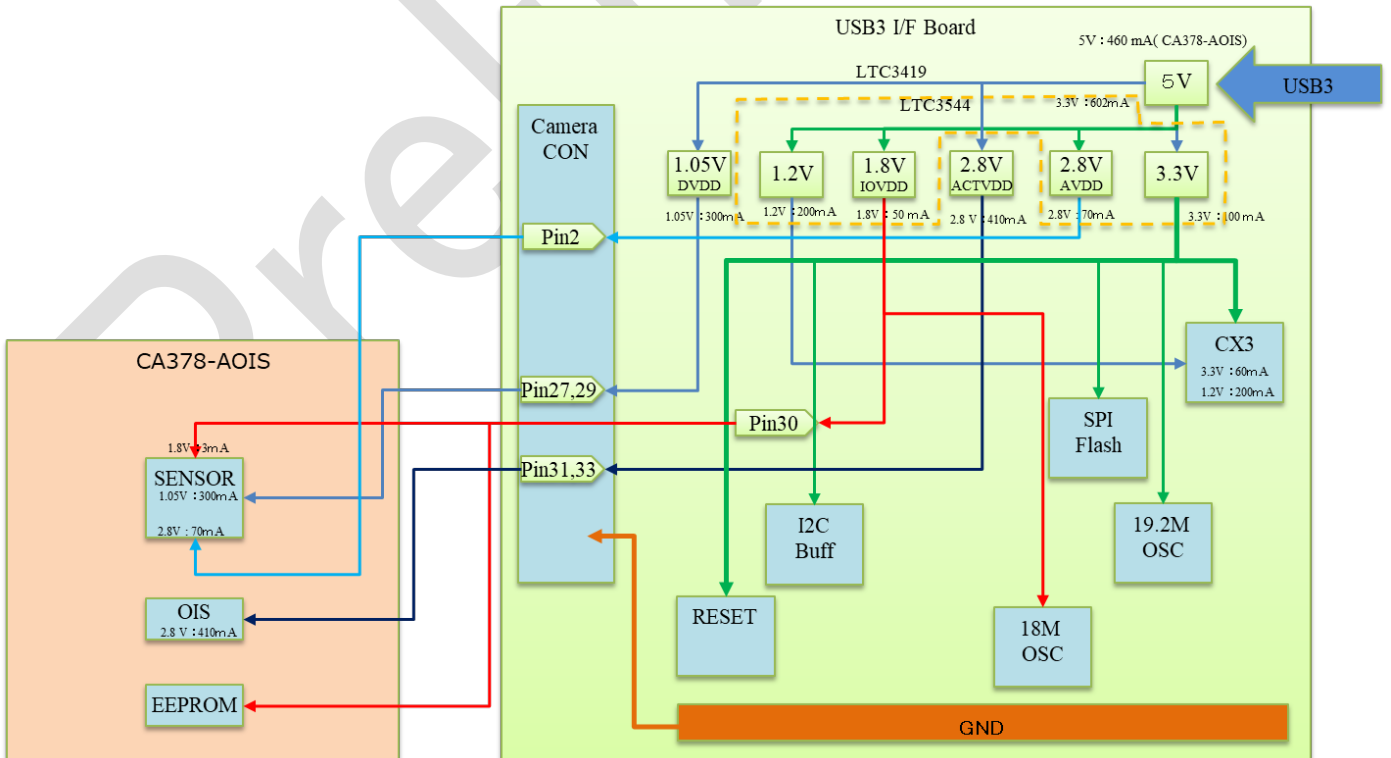 USB3 I/F Board
5V : 460 mA( CA378-AOIS)
LTC3419
5V
USB3
LTC3544
3.3V : 602mA
Camera
CON
1.05V
DVDD
1.2V
1.8V
IOVDD
2.8V
ACTVDD
2.8V
AVDD
3.3V
1.05V : 300mA
1.2V : 200mA
1.8V : 50 mA
2.8 V : 410mA
2.8V : 70mA
3.3V : 100 mA
Pin2
CA378-AOIS
CX3
3.3V : 60mA
1.2V : 200mA
Pin27,29
Pin30
SPI
Flash
1.8V : 3mA
SENSOR
1.05V : 300mA
2.8V : 70mA
Pin31,33
I2C
Buff
19.2M
OSC
OIS
2.8 V : 410mA
RESET
18M
OSC
EEPROM
GND
Preli